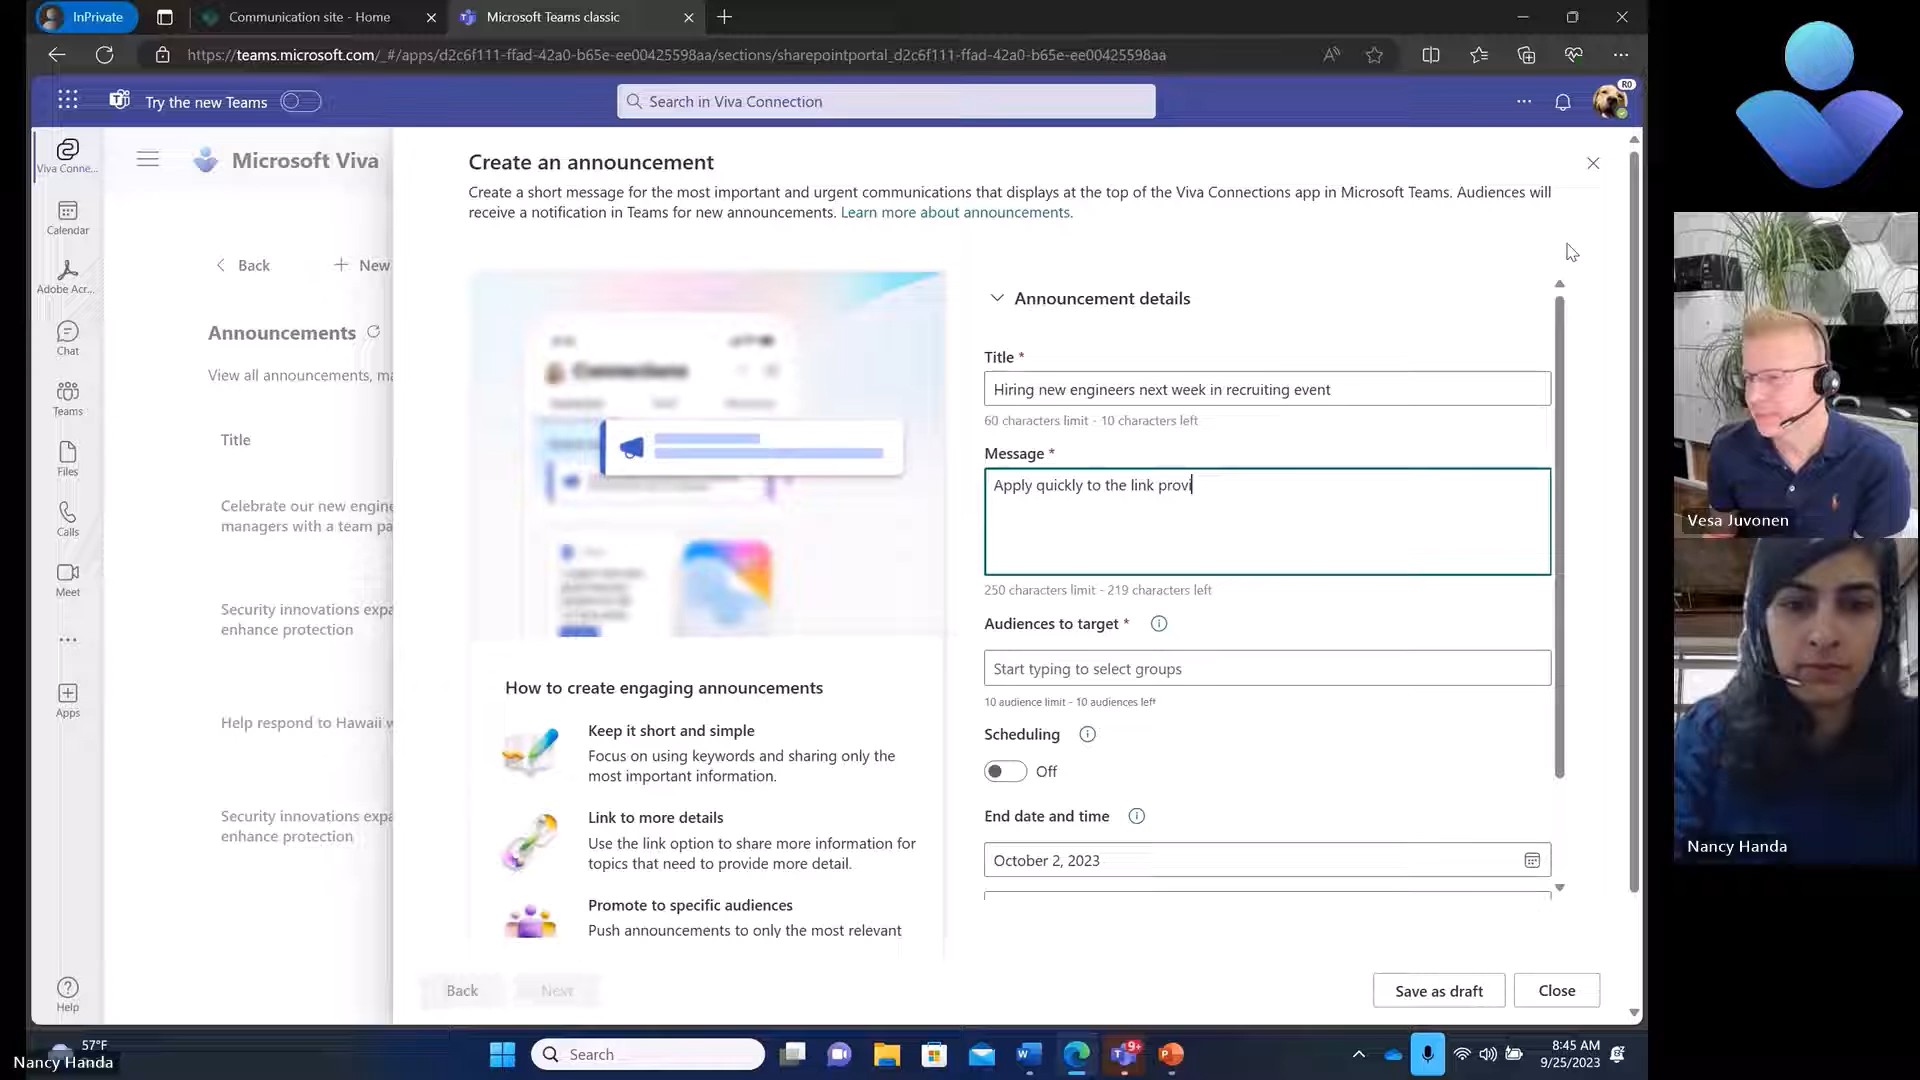 InPrivate
Communication site - Home
Microsoft Teams classic
https://teams.microsoft.com/_#/apps/d2c6f111-ffad-42a0-b65e-ee00425598aa/sections/sharepointportal_d2c6f111-ffad-42a0-b65e-ee00425598aa
Try the new Teams
Search in Viva Connection
RO
Viva Conne...
Calendar
Adobe Acr...
Chat
Teams
Files
Calls
Meet
Apps
Help
Microsoft Viva
Back
New
Announcements
View all announcements, ma
Title
Celebrate our new engine
managers with a team pa
Security innovations expa
enhance protection
Help respond to Hawaii w
Security innovations expa
enhance protection
Create an announcement
Create a short message for the most important and urgent communications that displays at the top of the Viva Connections app in Microsoft Teams. Audiences will
receive a notification in Teams for new announcements. Learn more about announcements.
Connections
How to create engaging announcements
Keep it short and simple
Focus on using keywords and sharing only the
most important information.
Link to more details
Use the link option to share more information for
topics that need to provide more detail.
Promote to specific audiences
Push announcements to only the most relevant
Announcement details
Title *
Hiring new engineers next week in recruiting event
60 characters limit - 10 characters left
Message *
Apply quickly to the link provi
250 characters limit - 219 characters left
Audiences to target *
Start typing to select groups
10 audience limit - 10 audiences left
Scheduling
Off
End date and time
October 2, 2023
Back
Next
Save as draft
Close
Vesa Juvonen
Nancy Handa
57°F
Nancy Handa
Search
9+
8:45 AM
9/25/2023